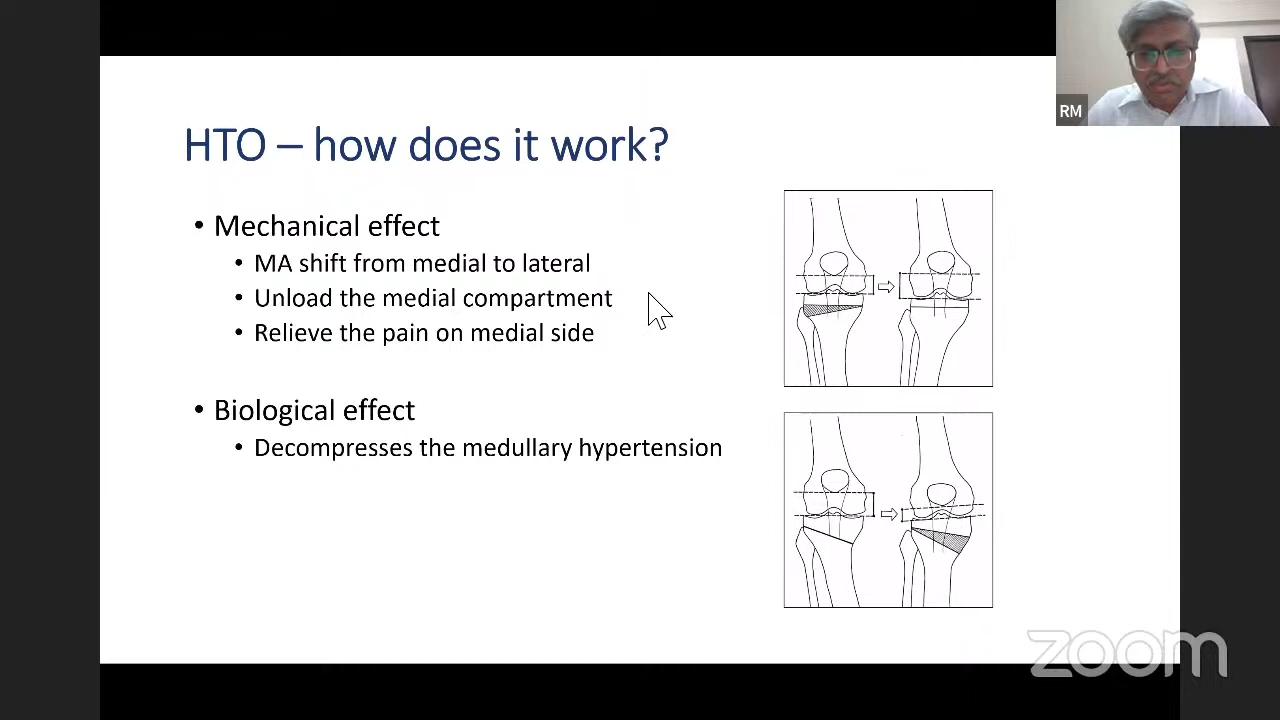 RM
HTO – how does it work?
• Mechanical effect
• MA shift from medial to lateral
• Unload the medial compartment
• Relieve the pain on medial side
• Biological effect
• Decompresses the medullary hypertension
zoom